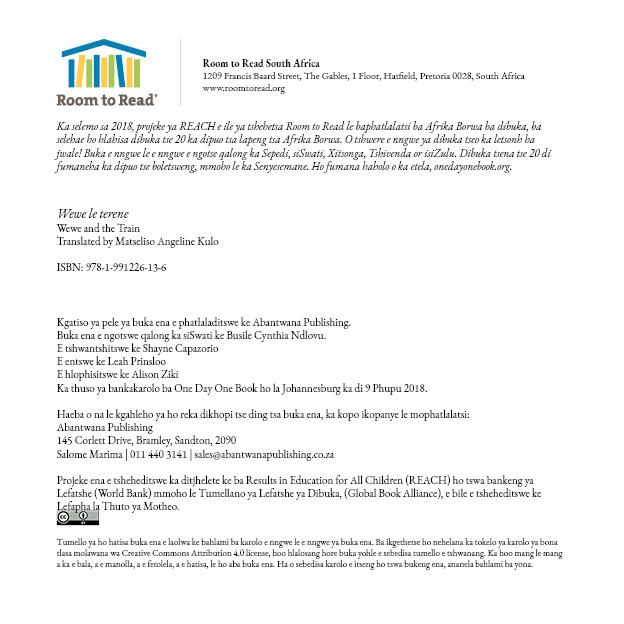 Room to Read®
Room to Read South Africa
1209 Francis Baard Street, The Gables, 1 Floor, Hatfield, Pretoria 0028, South Africa
www.roomtoread.org
Ka selemo sa 2018, projeke ya REACH e ile ya tshehetsa Room to Read le baphatlalatsi ba Afrika Borwa ba dibuka, ba
selehae ho hlahisa dibuka tse 20 ka dipuo tsa lapeng tsa Afrika Borwa. O tshwere e nngwe ya dibuka tseo ka letsonh ba
jwale! Buka e nngwe le e nngwe e ngotse qalong ka Sepedi, siSwati, Xitsonga, Tshivenda or isiZulu. Dibuka tsena tse 20 di
fumaneha ka dipuo tse boletsweng, mmoho le ka Senyesemane. Ho fumana haholo o ka etela, onedayonebook.org.
Wewe le terene
Wewe and the Train
Translated by Matseliso Angeline Kulo
ISBN: 978-1-991226-13-6
Kgatiso ya pele ya buka ena e phatlaladitswe ke Abantwana Publishing.
Buka ena e ngotswe qalong ka siSwati ke Busile Cynthia Ndlovu.
E tshwantshitswe ke Shayne Capazorio
E entswe ke Leah Prinsloo
E hlophisitswe ke Alison Ziki
Ka thuso ya bankakarolo ba One Day One Book ho la Johannesburg ka di 9 Phupu 2018.
Haeba o na le kgahleho ya ho reka dikhopi tse ding tsa buka ena, ka kopo ikopanye le mophatlalatsi:
Abantwana Publishing
145 Corlett Drive, Bramley, Sandton, 2090
Salome Marima | 011 440 3141 | sales@abantwanapublishing.co.za
Projeke ena e tsheheditswe ka ditjhelete ke ba Results in Education for All Children (REACH) ho tswa bankeng ya
Lefatshe (World Bank) mmoho le Tumellano ya Lefatshe ya Dibuka, (Global Book Alliance), e bile e tsheheditswe ke
Lefapha la Thuto ya Motheo.
cc BY
Tumello ya ho hatisa buka ena e laolwa ke bahlami ba karolo e nngwe le e nngwe ya buka ena. Ba ikgethetse ho nehelana ka tokelo ya karolo ya bona
tlasa molawana wa Creative Commons Attribution 4.0 license, hoo hlalosang hore buka yohle e sebedisa tumello e tshwanang. Ka hoo mang le mang
a ka e bala, a e manolla, a e fetolela, a e hatisa, le ho aba buka ena. Ha o sebedisa karolo e itseng ho tswa bukeng ena, ananela bahlami ba yona.